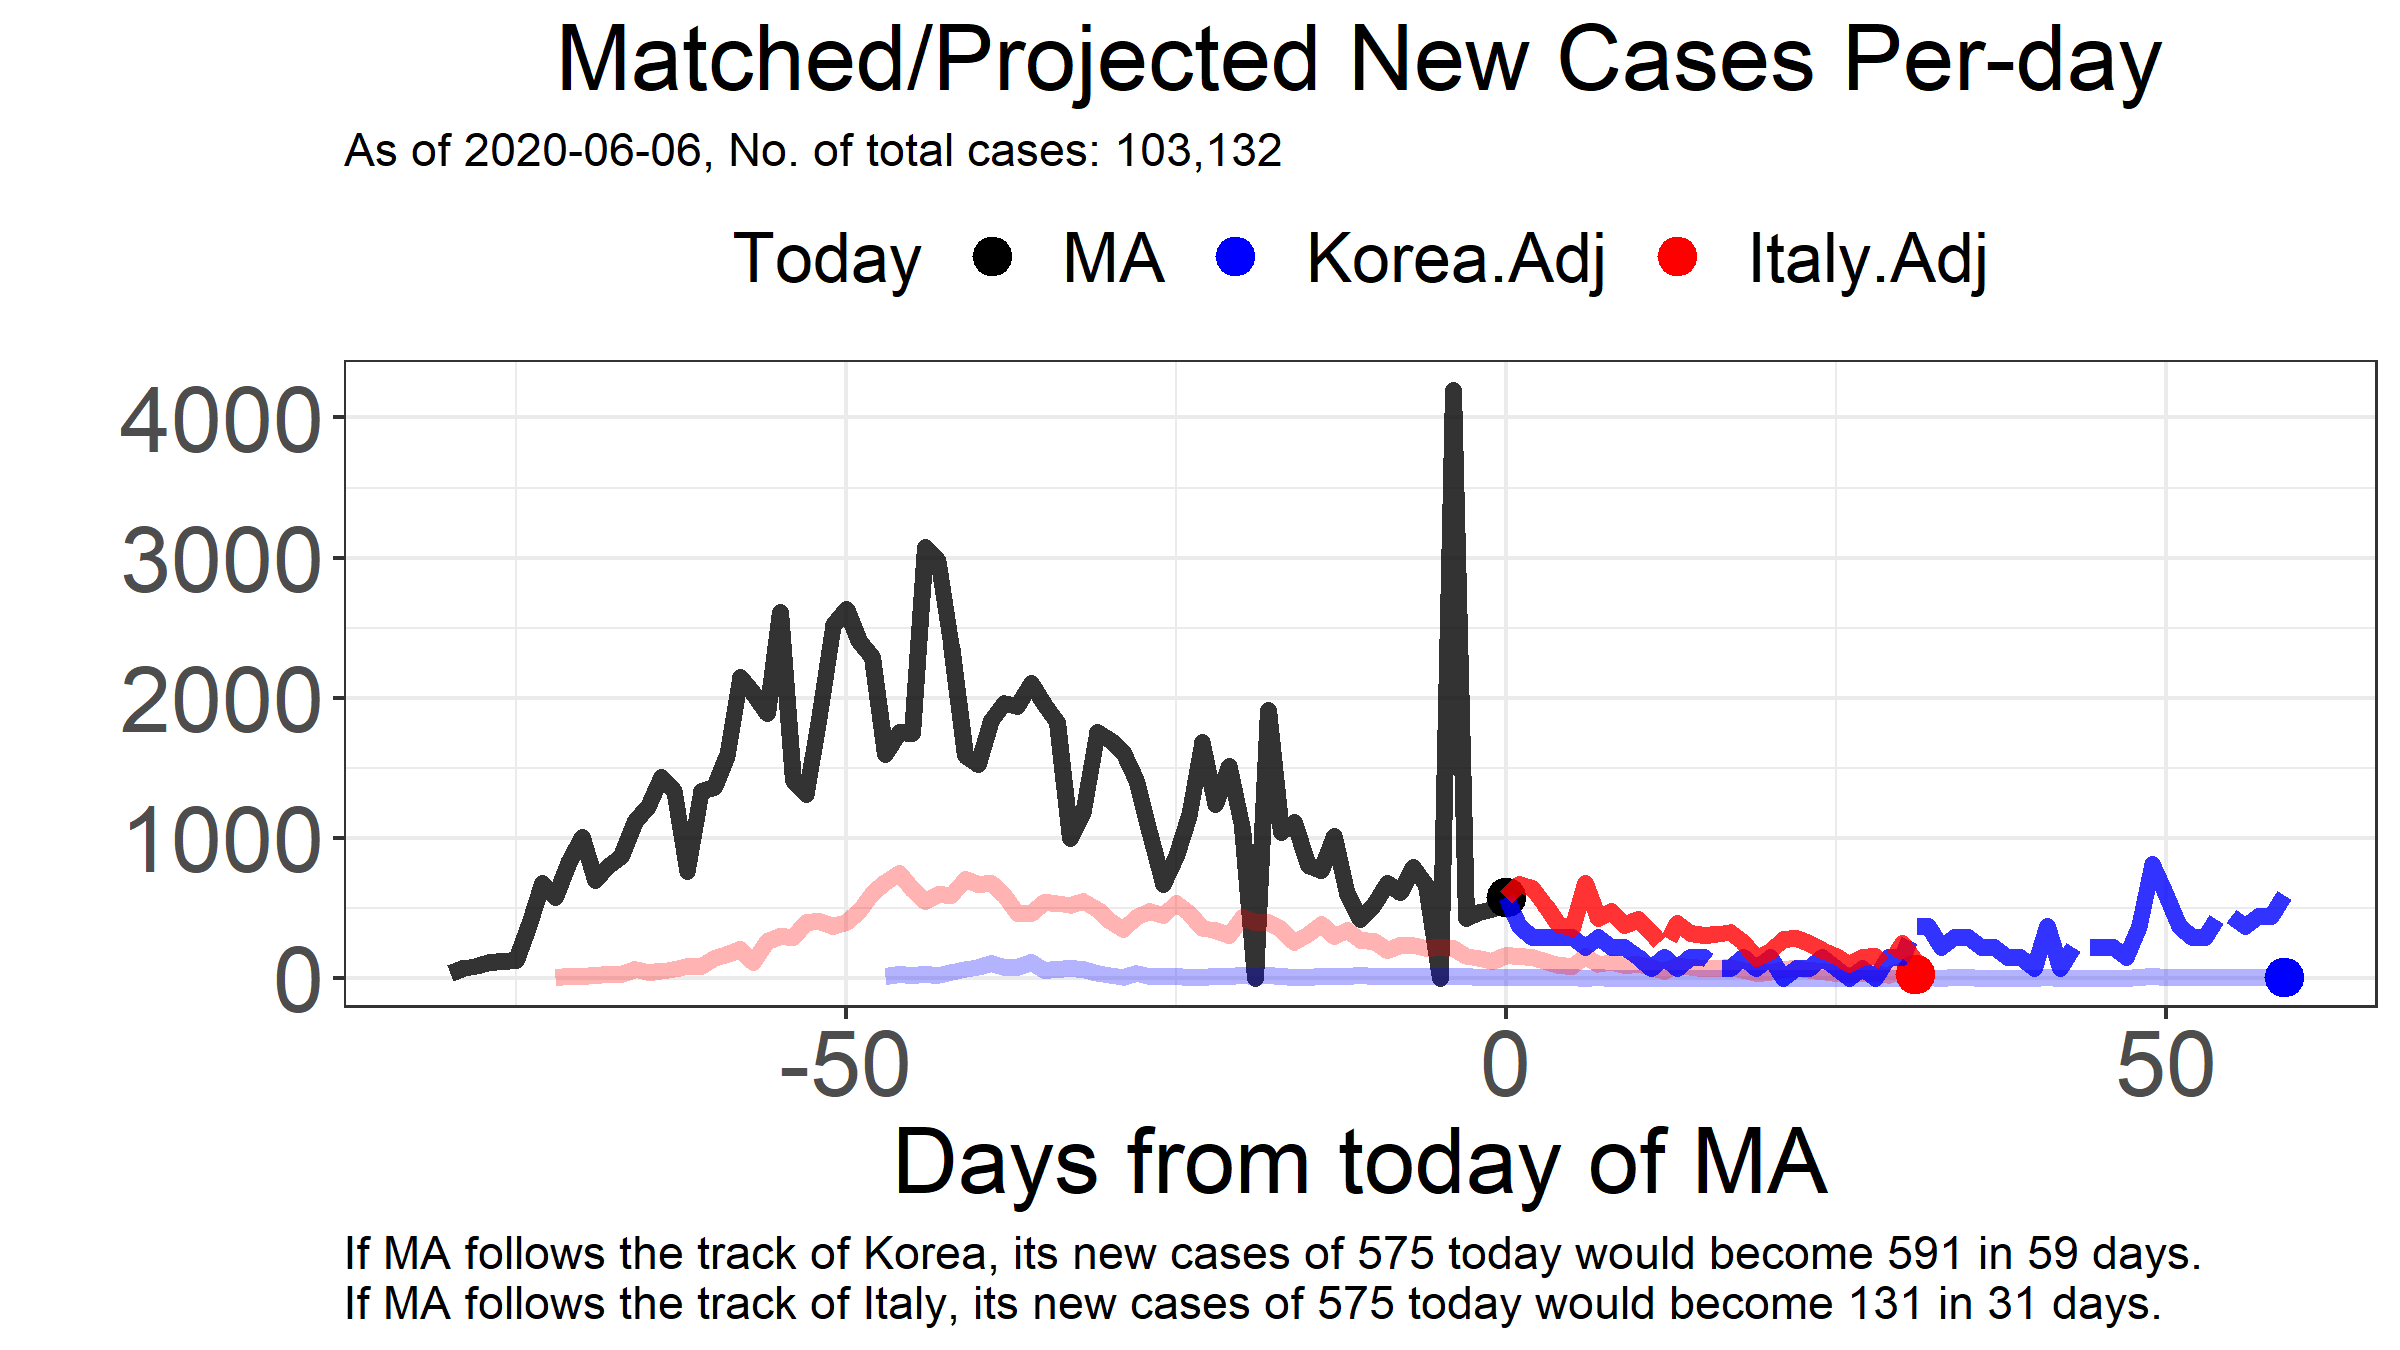 Matched/Projected New Cases Per-day
As of 2020-06-06, No. of total cases: 103,132
Today MA Korea.Adj Italy.Adj
4000
3000
2000
1000
0
-50 0 50
Days from today of MA
If MA follows the track of Korea, its new cases of 575 today would become 591 in 59 days.
If MA follows the track of Italy, its new cases of 575 today would become 131 in 31 days.